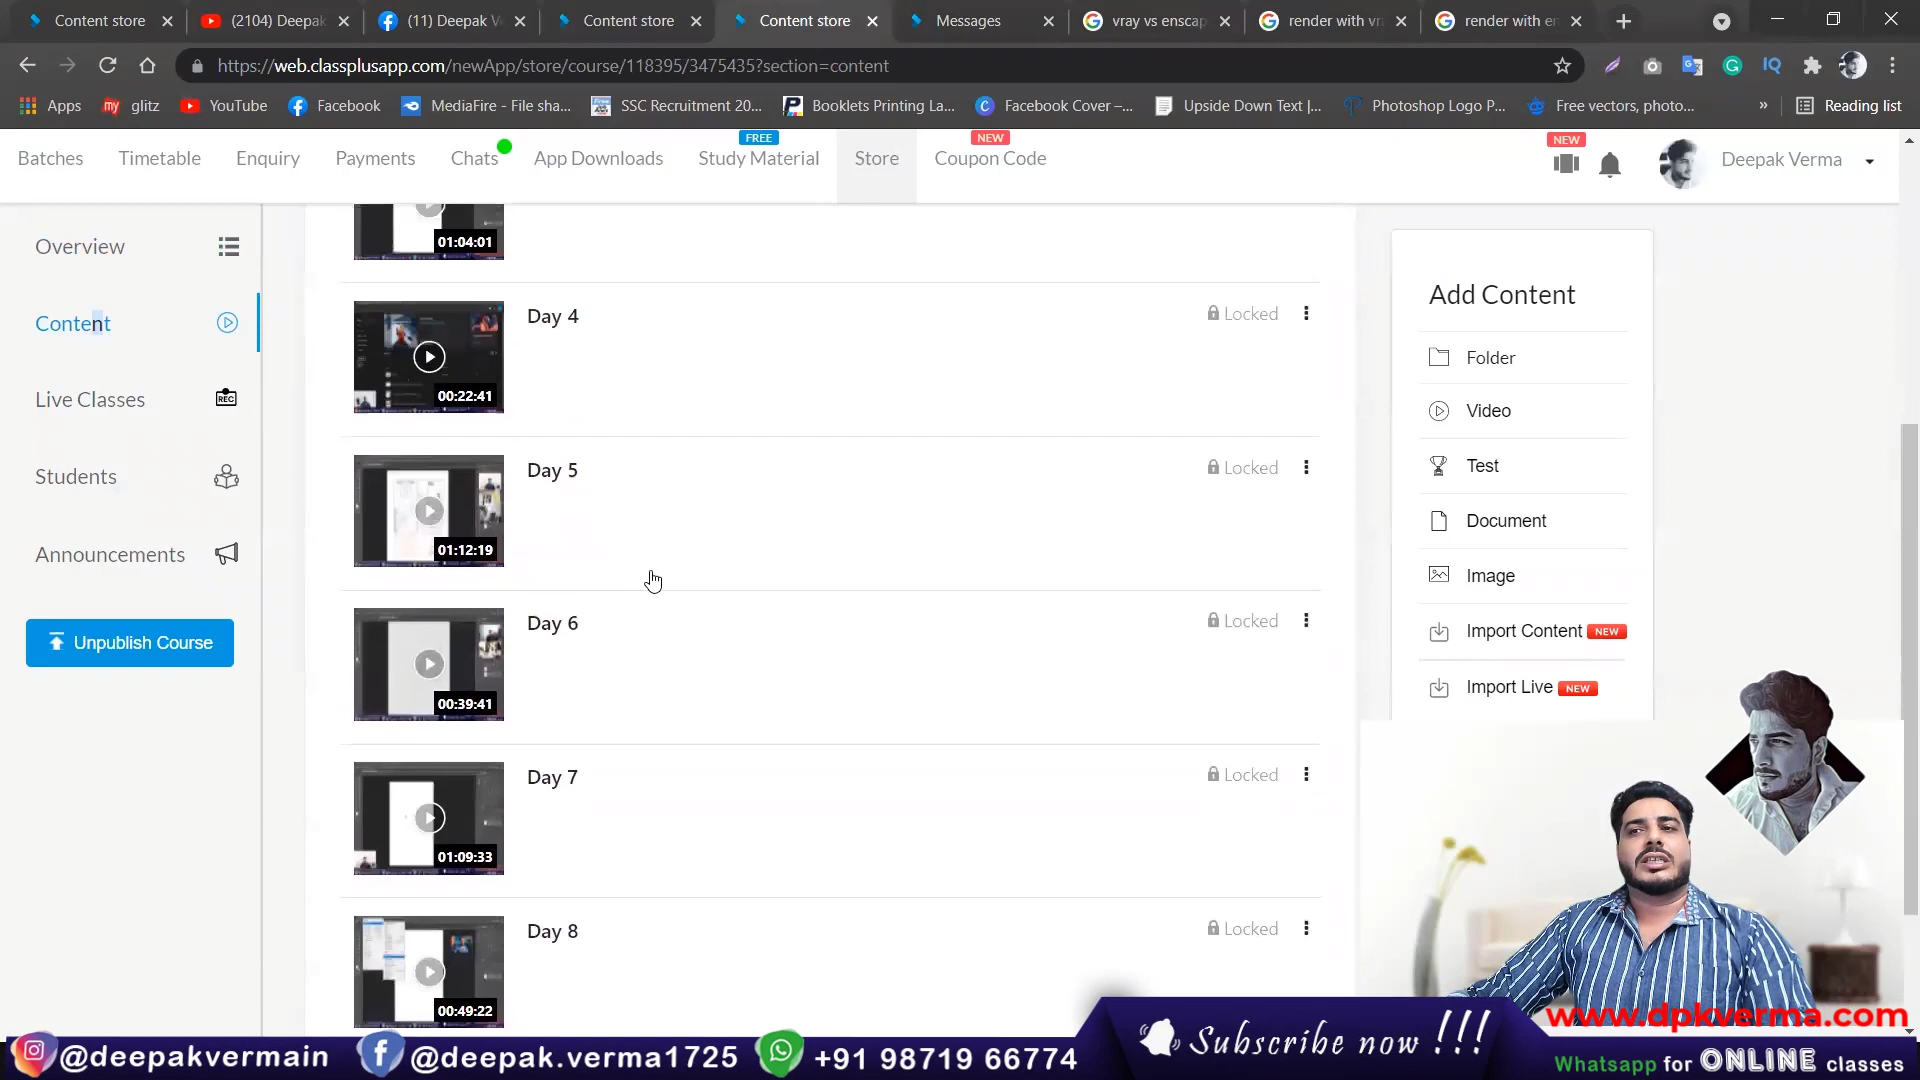 Content store
(2104) Deepak
(11) Deepak V
Content store
Content store
Messages
vray vs enscap
render with vr
render with en
https://web.classplusapp.com/newApp/store/course/118395/3475435?section=content
Apps
my glitz
YouTube
Facebook
MediaFire - File sha...
SSC Recruitment 20...
Booklets Printing La...
Facebook Cover –...
Upside Down Text |...
Photoshop Logo P...
Free vectors, photo...
»
Reading list
Batches
Timetable
Enquiry
Payments
Chats
App Downloads
FREE
Study Material
Store
NEW
Coupon Code
NEW
Deepak Verma
Overview
Content
Live Classes
REC
Students
Announcements
Unpublish Course
01:04:01
Day 4
Locked
00:22:41
Day 5
Locked
01:12:19
Day 6
Locked
00:39:41
Day 7
Locked
01:09:33
Day 8
Locked
00:49:22
Add Content
Folder
Video
Test
Document
Image
Import Content NEW
Import Live NEW
@deepakvermain
@deepak.verma1725
+91 98719 66774
Subscribe now !!!
www.dpkverma.com
Whatsapp for ONLINE classes